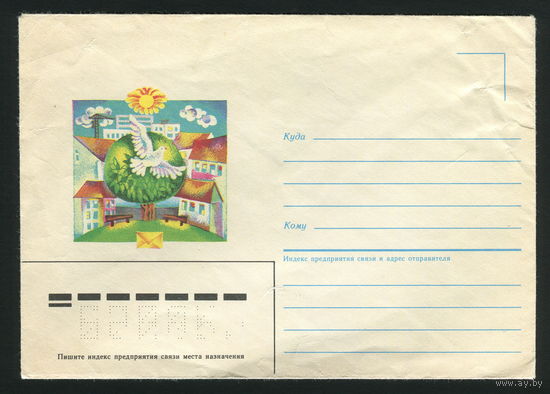 Куда
Кому
Индекс предприятия связи и адрес отправителя
Пишите индекс предприятия связи места назначения
www.ay.by